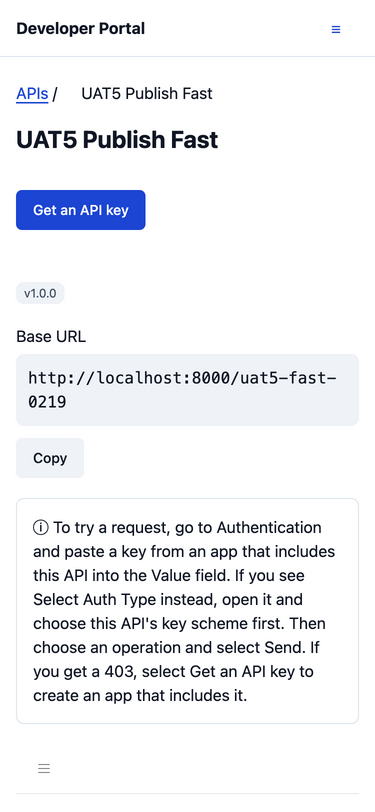 Developer Portal
APIs / UAT5 Publish Fast
UAT5 Publish Fast
Get an API key
v1.0.0
Base URL
http://localhost:8000/uat5-fast-
0219
Copy
ⓘ To try a request, go to Authentication
and paste a key from an app that includes
this API into the Value field. If you see
Select Auth Type instead, open it and
choose this API's key scheme first. Then
choose an operation and select Send. If
you get a 403, select Get an API key to
create an app that includes it.